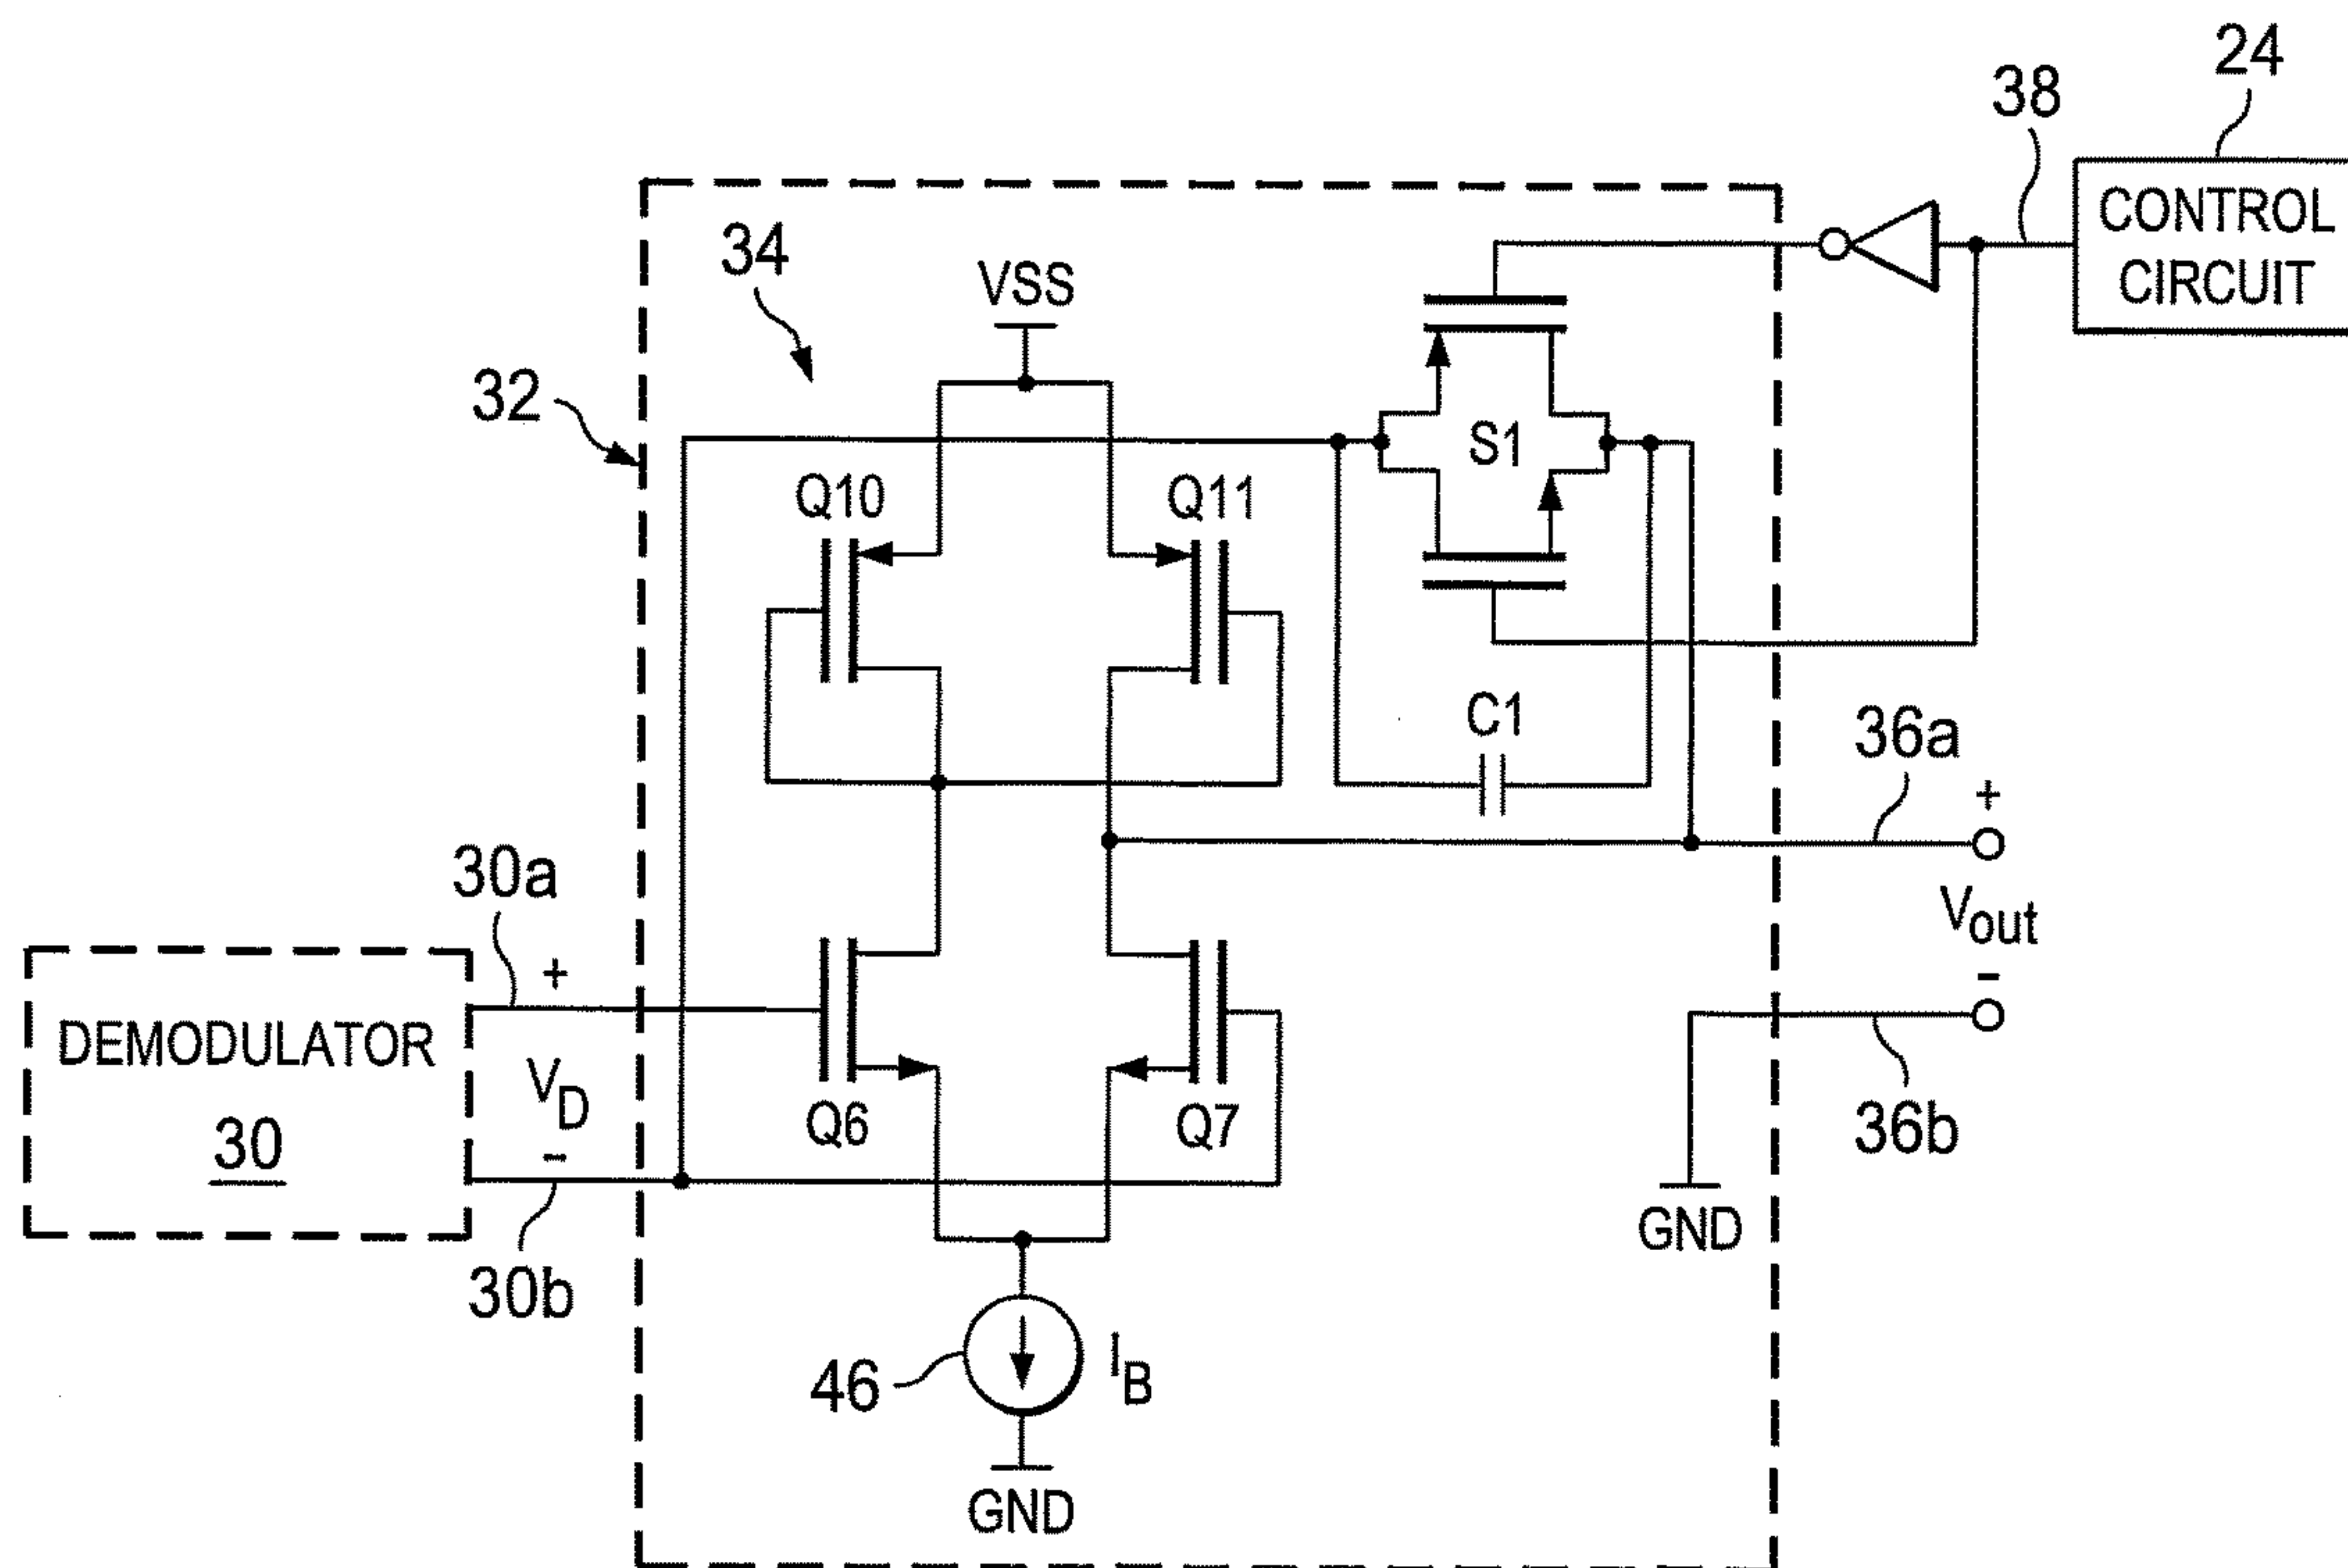 24
38
CONTROL
CIRCUIT
34
VSS
32
S1
Q10
Q11
C1
36a
+
30a
Vout
+
-
DEMODULATOR
VD
Q6
Q7
30
-
36b
GND
30b
46
IB
GND